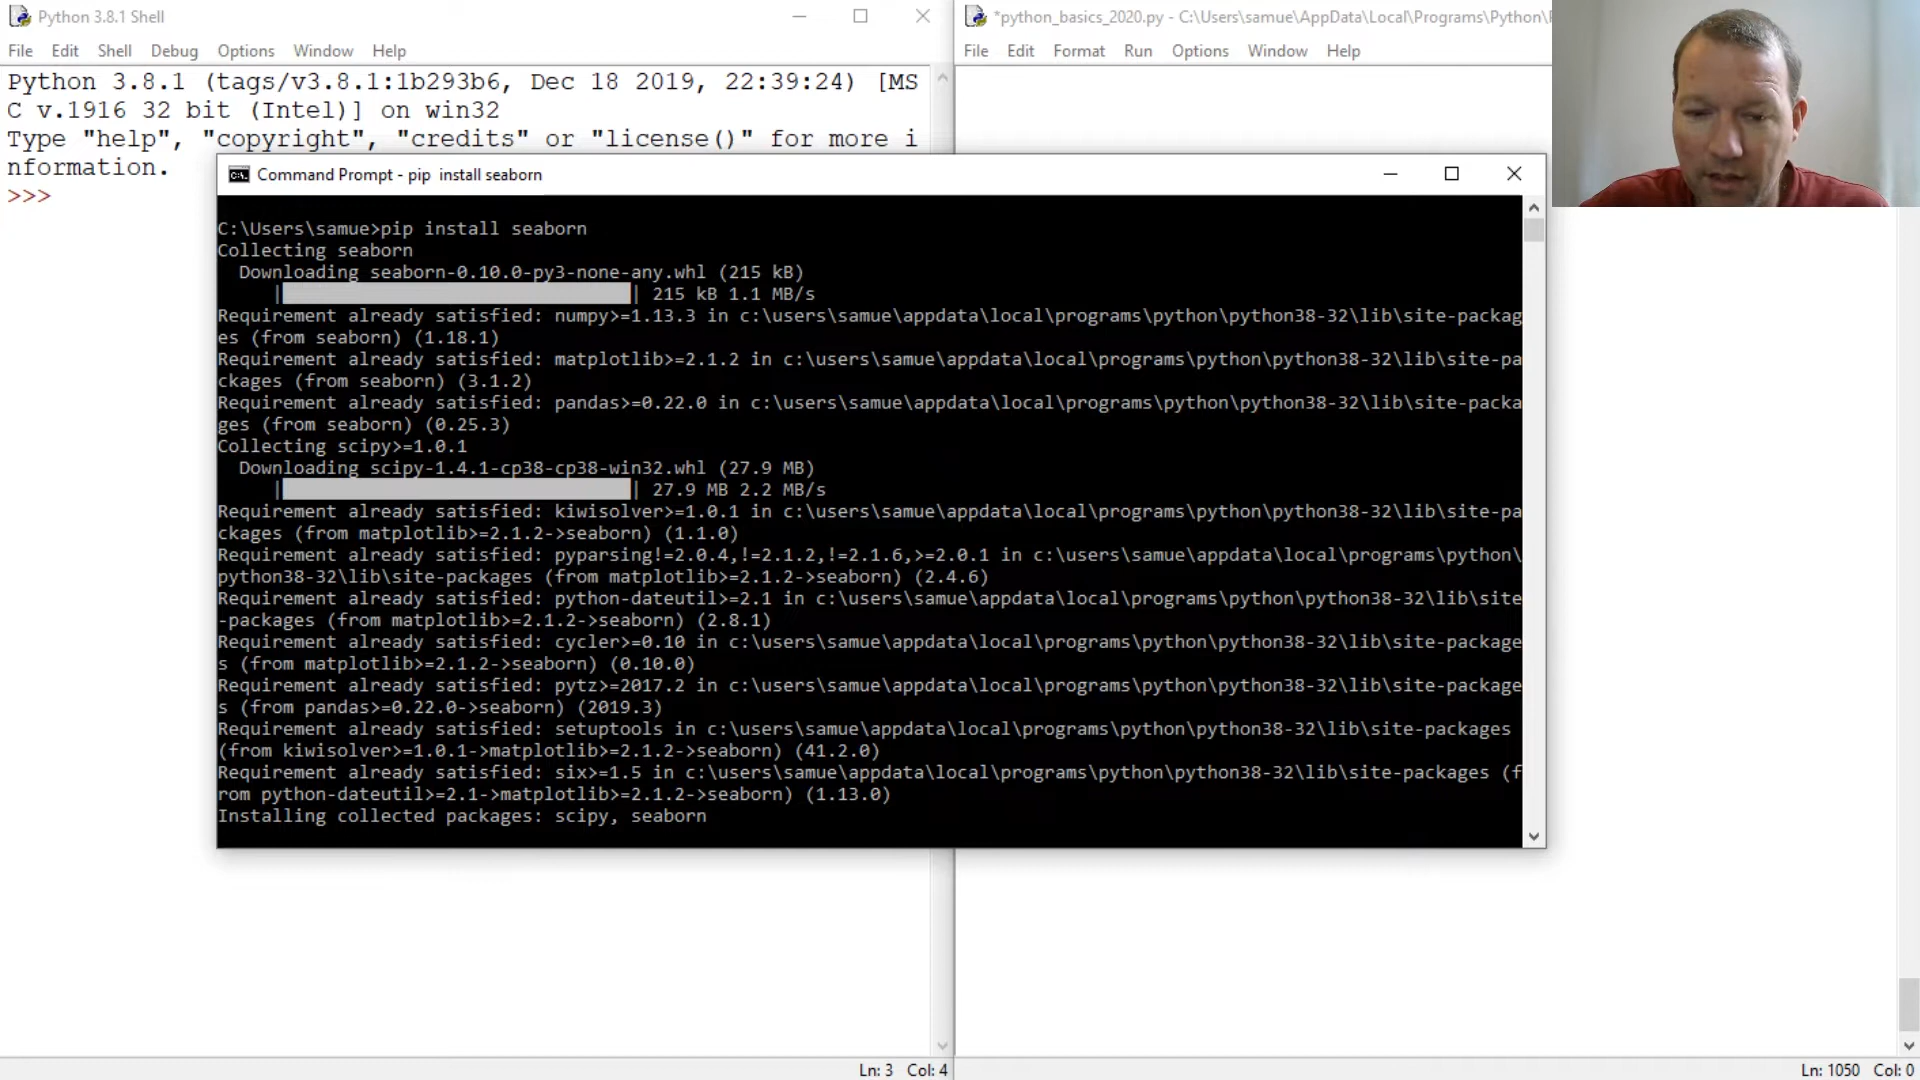 Python 3.8.1 Shell
File Edit Shell Debug Options Window Help
Python 3.8.1 (tags/v3.8.1:1b293b6, Dec 18 2019, 22:39:24) [MS
C v.1916 32 bit (Intel)] on win32
Type "help", "copyright", "credits" or "license()" for more i
nformation.
>>>
*python_basics_2020.py - C:\Users\samue\AppData\Local\Programs\Python\
File Edit Format Run Options Window Help
Command Prompt - pip install seaborn
C:\Users\samue>pip install seaborn
Collecting seaborn
Downloading seaborn-0.10.0-py3-none-any.whl (215 kB)
| | 215 kB 1.1 MB/s
Requirement already satisfied: numpy>=1.13.3 in c:\users\samue\appdata\local\programs\python\python38-32\lib\site-packag
es (from seaborn) (1.18.1)
Requirement already satisfied: matplotlib>=2.1.2 in c:\users\samue\appdata\local\programs\python\python38-32\lib\site-pa
ckages (from seaborn) (3.1.2)
Requirement already satisfied: pandas>=0.22.0 in c:\users\samue\appdata\local\programs\python\python38-32\lib\site-packa
ges (from seaborn) (0.25.3)
Collecting scipy>=1.0.1
Downloading scipy-1.4.1-cp38-cp38-win32.whl (27.9 MB)
| | 27.9 MB 2.2 MB/s
Requirement already satisfied: kiwisolver>=1.0.1 in c:\users\samue\appdata\local\programs\python\python38-32\lib\site-pa
ckages (from matplotlib>=2.1.2->seaborn) (1.1.0)
Requirement already satisfied: pyparsing!=2.0.4,!=2.1.2,!=2.1.6,>=2.0.1 in c:\users\samue\appdata\local\programs\python\
python38-32\lib\site-packages (from matplotlib>=2.1.2->seaborn) (2.4.6)
Requirement already satisfied: python-dateutil>=2.1 in c:\users\samue\appdata\local\programs\python\python38-32\lib\site
-packages (from matplotlib>=2.1.2->seaborn) (2.8.1)
Requirement already satisfied: cycler>=0.10 in c:\users\samue\appdata\local\programs\python\python38-32\lib\site-package
s (from matplotlib>=2.1.2->seaborn) (0.10.0)
Requirement already satisfied: pytz>=2017.2 in c:\users\samue\appdata\local\programs\python\python38-32\lib\site-package
s (from pandas>=0.22.0->seaborn) (2019.3)
Requirement already satisfied: setuptools in c:\users\samue\appdata\local\programs\python\python38-32\lib\site-packages
(from kiwisolver>=1.0.1->matplotlib>=2.1.2->seaborn) (41.2.0)
Requirement already satisfied: six>=1.5 in c:\users\samue\appdata\local\programs\python\python38-32\lib\site-packages (f
rom python-dateutil>=2.1->matplotlib>=2.1.2->seaborn) (1.13.0)
Installing collected packages: scipy, seaborn
Ln: 3 Col: 4
Ln: 1050 Col: 0